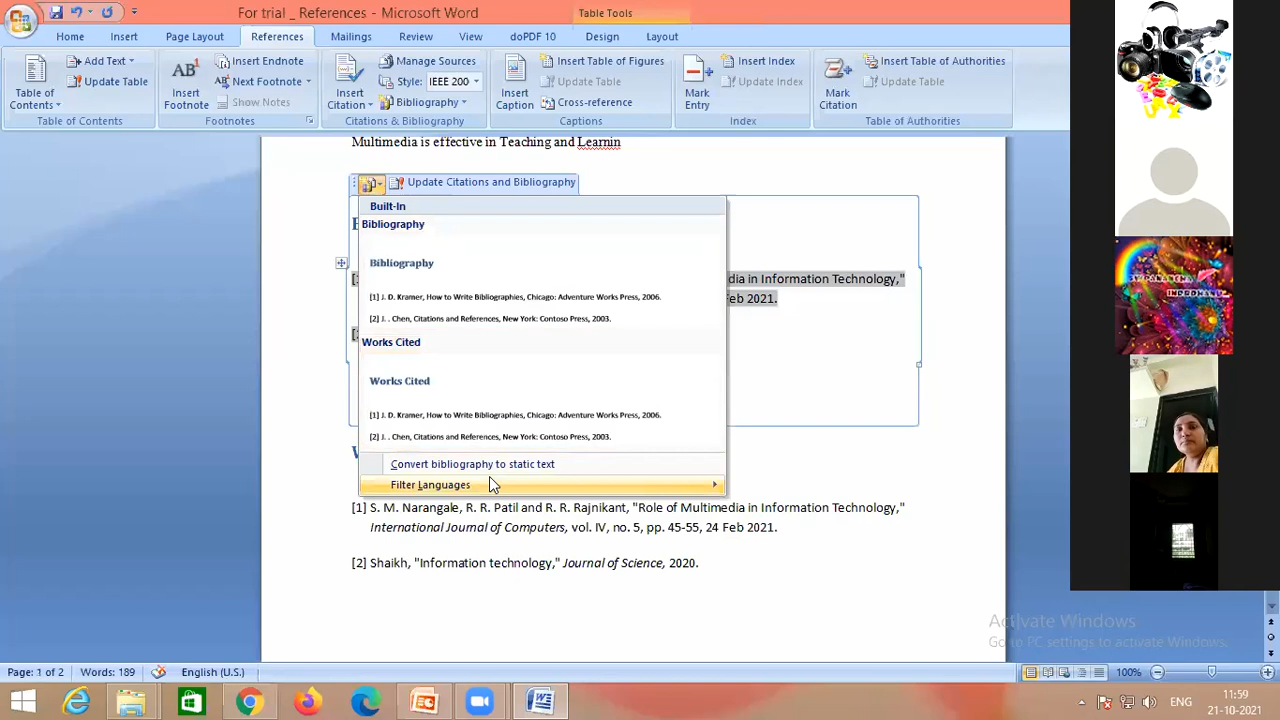 For trial _ References - Microsoft Word
Table Tools
Home Insert Page Layout References Mailings Review View doPDF 10 Design Layout
Table of Contents
Add Text
Update Table
Table of Contents
AB1
Insert Footnote
Insert Endnote
Next Footnote
Show Notes
Footnotes
Insert Citation
Manage Sources
Style: IEEE 200
Bibliography
Citations & Bibliography
Insert Caption
Insert Table of Figures
Update Table
Cross-reference
Captions
Mark Entry
Insert Index
Update Index
Index
Mark Citation
Insert Table of Authorities
Update Table
Table of Authorities
Multimedia is effective in Teaching and Learnin
Update Citations and Bibliography
Built-In
Bibliography
Bibliography
[1] J. D. Kramer, How to Write Bibliographies, Chicago: Adventure Works Press, 2006.
[2] J. . Chen, Citations and References, New York: Contoso Press, 2003.
Works Cited
Works Cited
[1] J. D. Kramer, How to Write Bibliographies, Chicago: Adventure Works Press, 2006.
[2] J. . Chen, Citations and References, New York: Contoso Press, 2003.
Convert bibliography to static text
Filter Languages
dia in Information Technology,"
Feb 2021.
[1] S. M. Narangale, R. R. Patil and R. R. Rajnikant, "Role of Multimedia in Information Technology,"
International Journal of Computers, vol. IV, no. 5, pp. 45-55, 24 Feb 2021.
[2] Shaikh, "Information technology," Journal of Science, 2020.
Activate Windows
Go to PC settings to activate Windows.
Page: 1 of 2 Words: 189 English (U.S.) 100%
ENG
11:59
21-10-2021